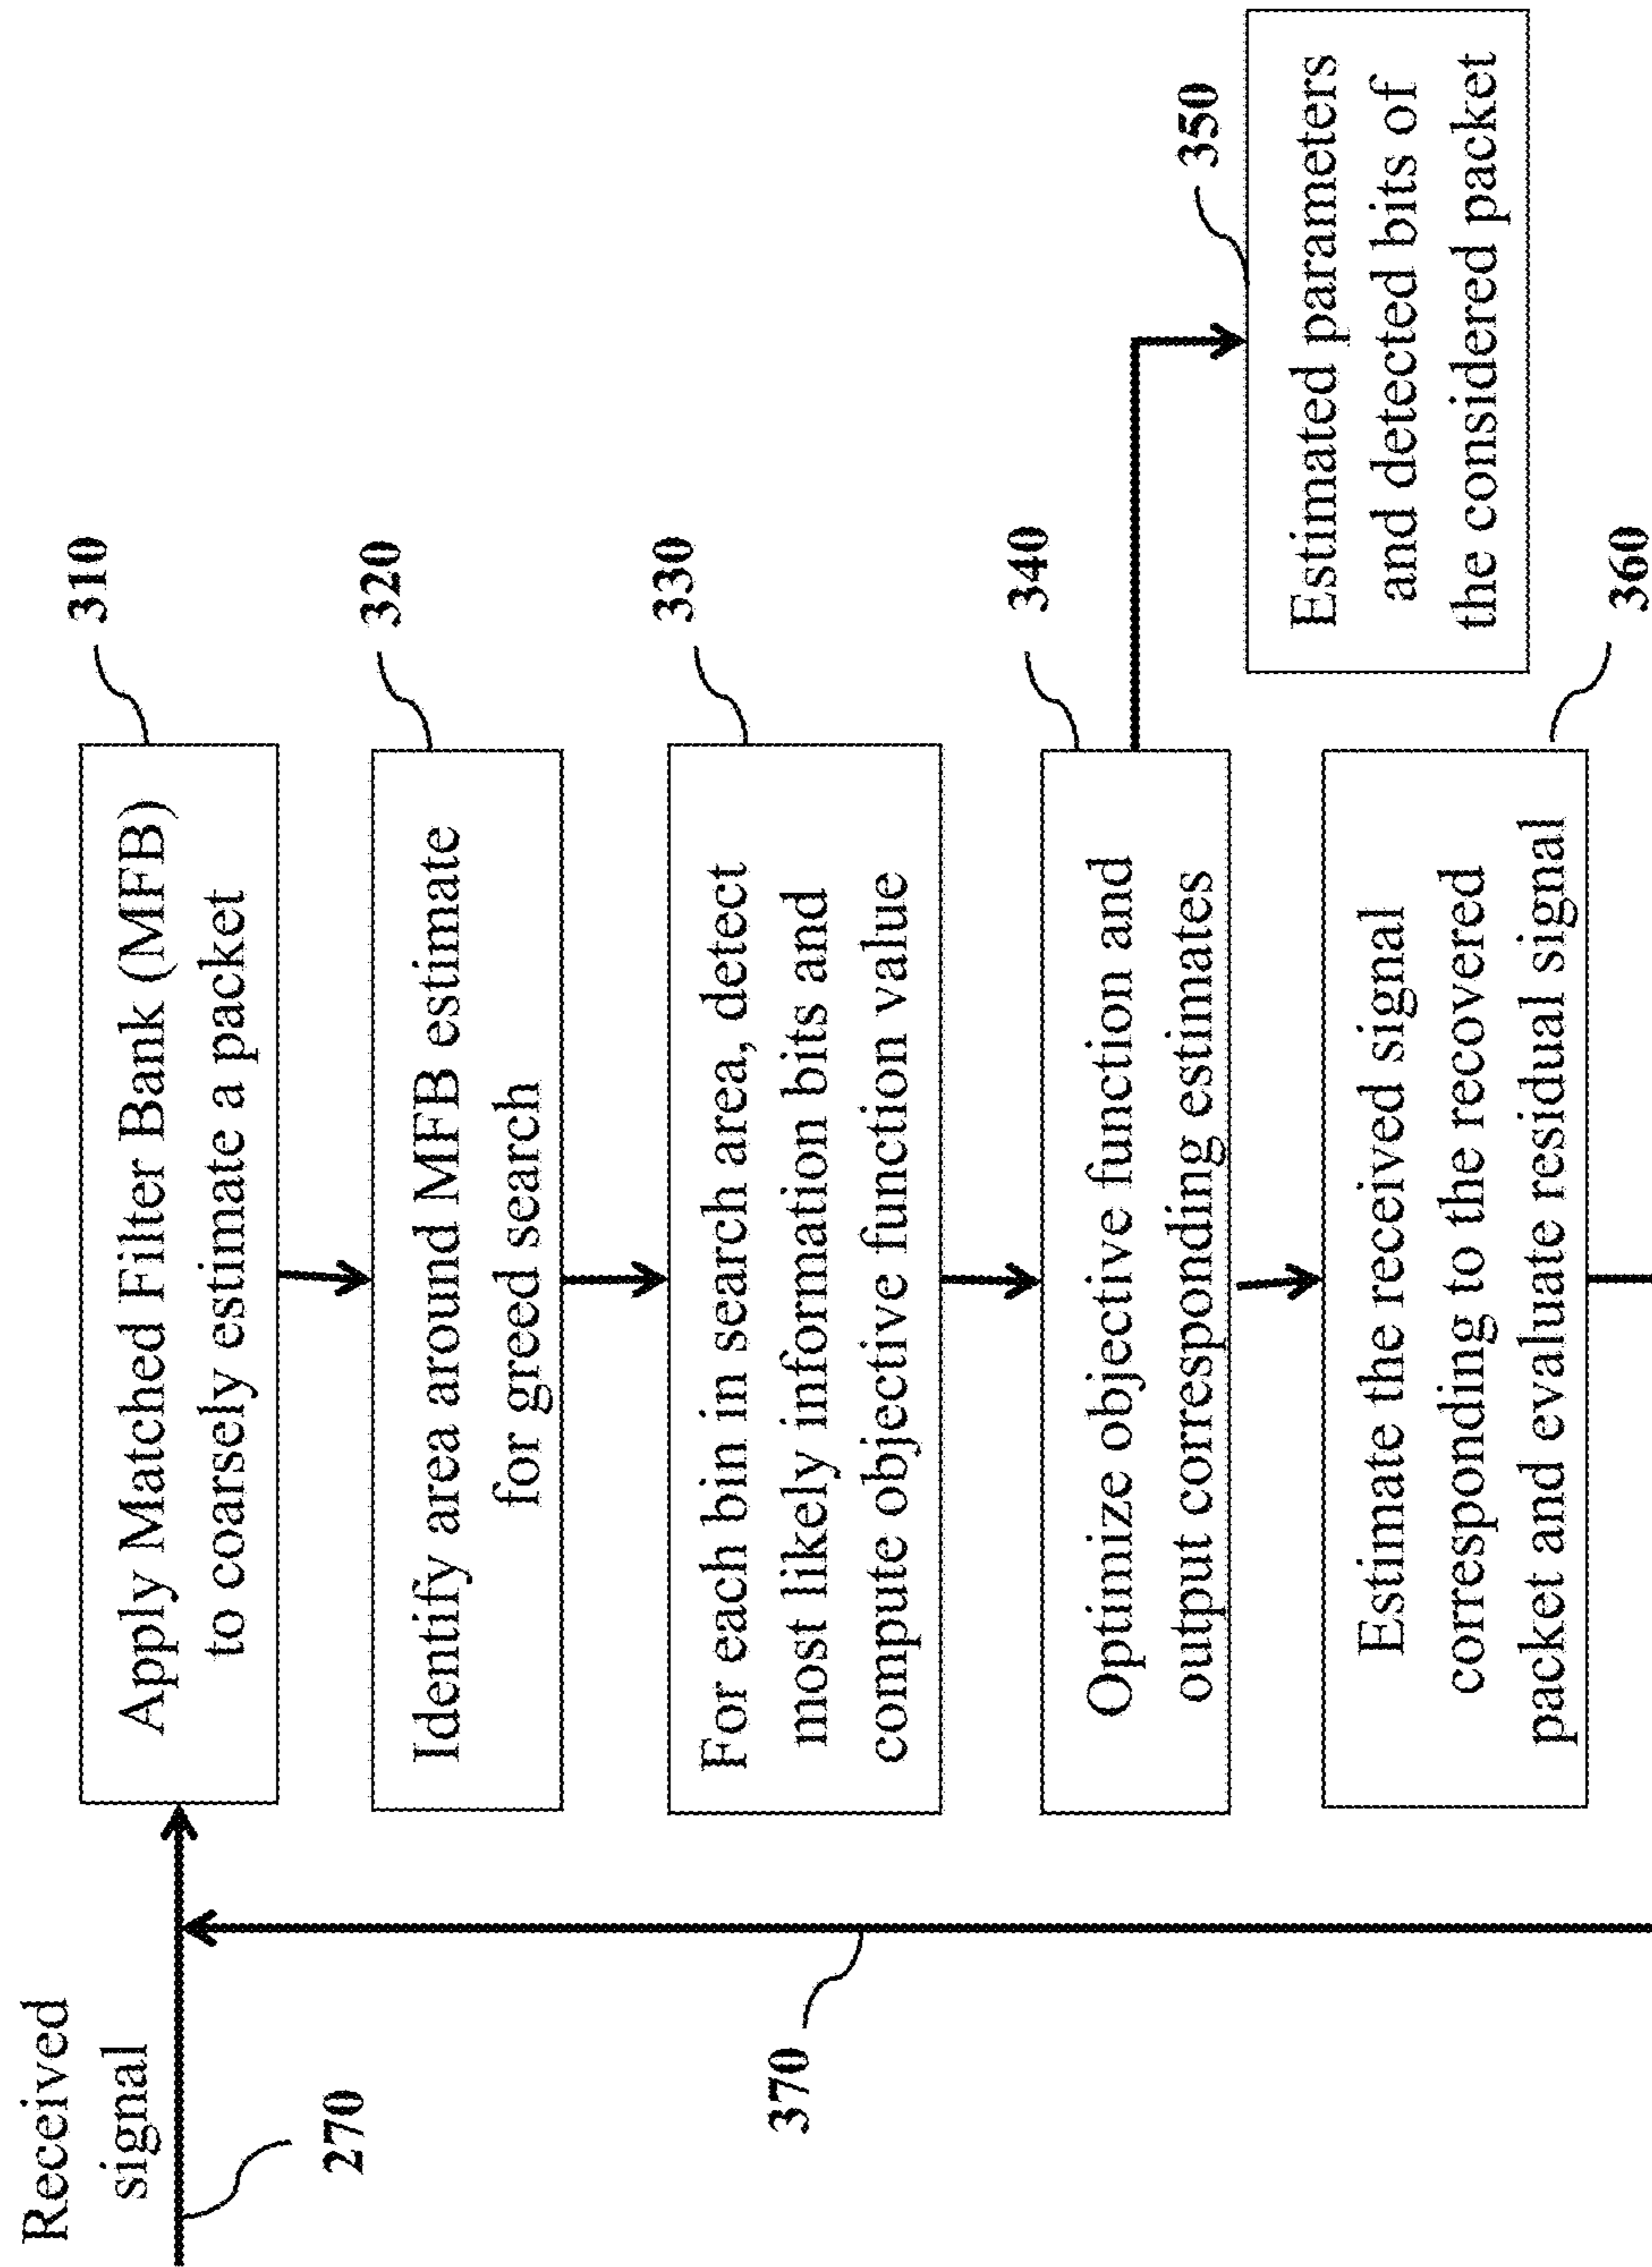 Received
signal
270
Apply Matched Filter Bank (MFB)
to coarsely estimate a packet
310
Identify area around MFB estimate
for greed search
320
For each bin in search area, detect
most likely information bits and
compute objective function value
330
Optimize objective function and
output corresponding estimates
340
Estimated parameters
and detected bits of
the considered packet
350
Estimate the received signal
corresponding to the recovered
packet and evaluate residual signal
360
370